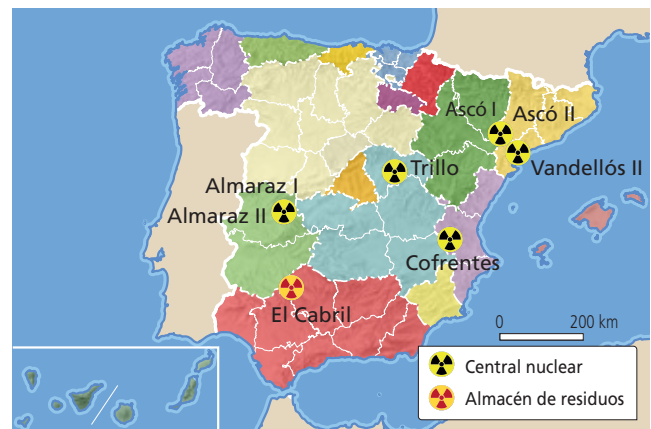 Ascó I
Ascó II
Trillo
Vandellós II
Almaraz I
Almaraz II
Cofrentes
El Cabril
0 200 km
Central nuclear
Almacén de residuos